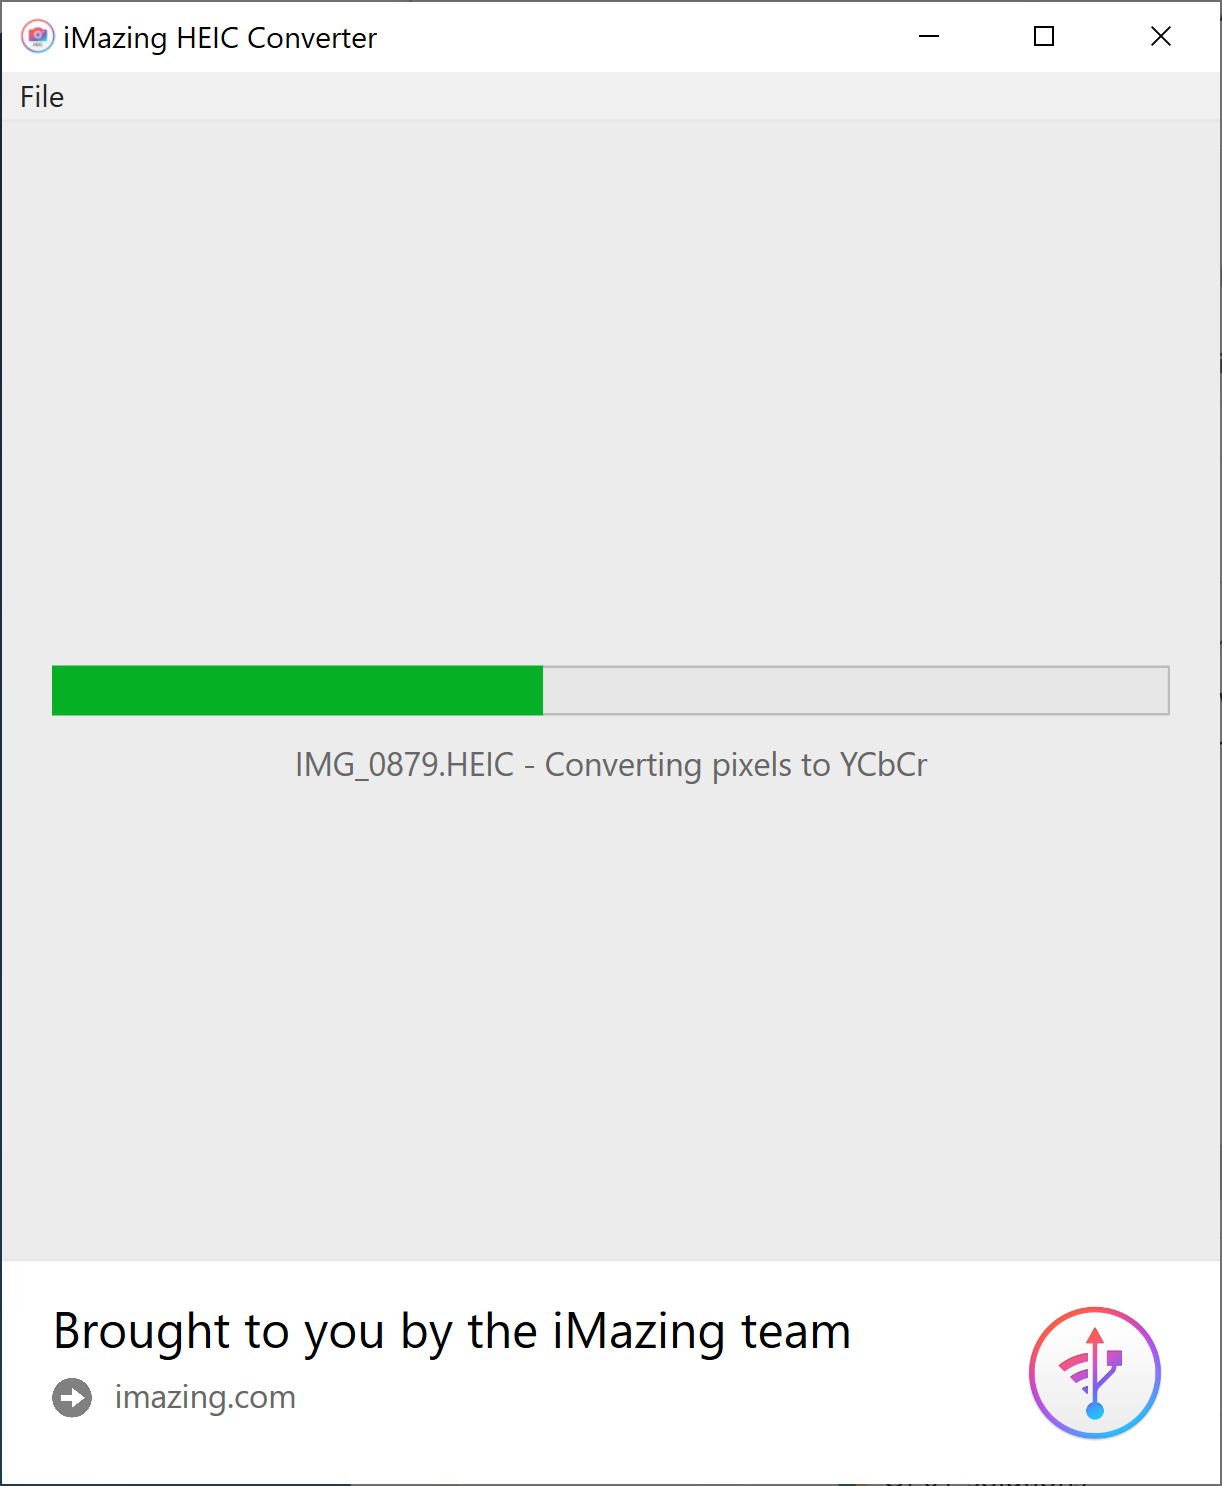 iMazing HEIC Converter
File
IMG_0879.HEIC - Converting pixels to YCbCr
Brought to you by the iMazing team
imazing.com